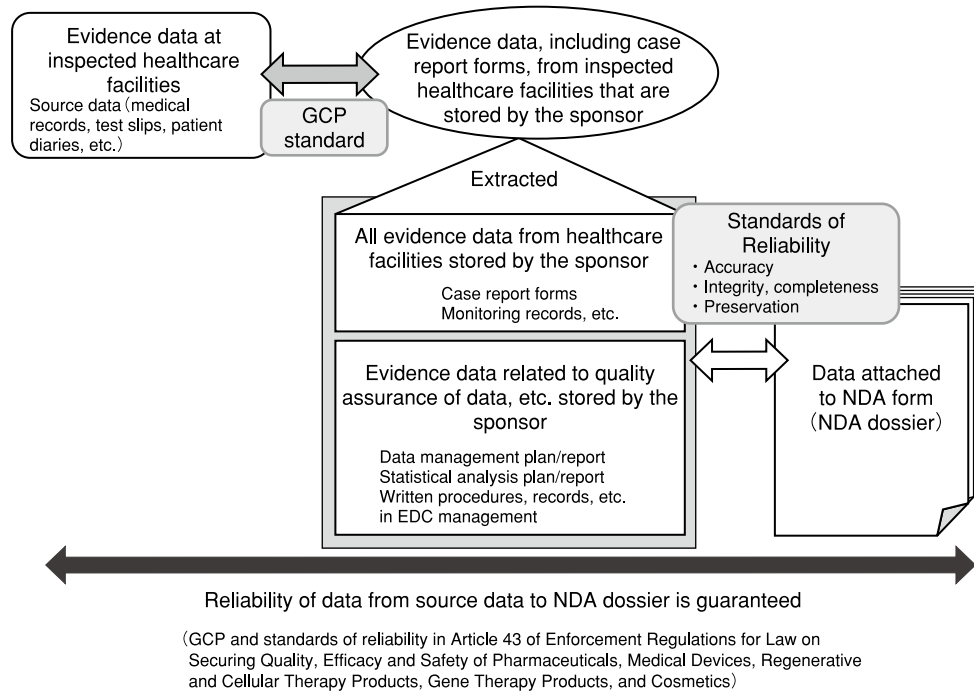 Evidence data at
inspected healthcare
facilities
Source data（medical
records, test slips, patient
diaries, etc.）
GCP
standard
Evidence data, including case
report forms, from inspected
healthcare facilities that are
stored by the sponsor
Extracted
All evidence data from healthcare
facilities stored by the sponsor
Case report forms
Monitoring records, etc.
Standards of
Reliability
・Accuracy
・Integrity, completeness
・Preservation
Evidence data related to quality
assurance of data, etc. stored by the
sponsor
Data management plan/report
Statistical analysis plan/report
Written procedures, records, etc.
in EDC management
Data attached
to NDA form
（NDA dossier）
Reliability of data from source data to NDA dossier is guaranteed
（GCP and standards of reliability in Article 43 of Enforcement Regulations for Law on
Securing Quality, Efficacy and Safety of Pharmaceuticals, Medical Devices, Regenerative
and Cellular Therapy Products, Gene Therapy Products, and Cosmetics）